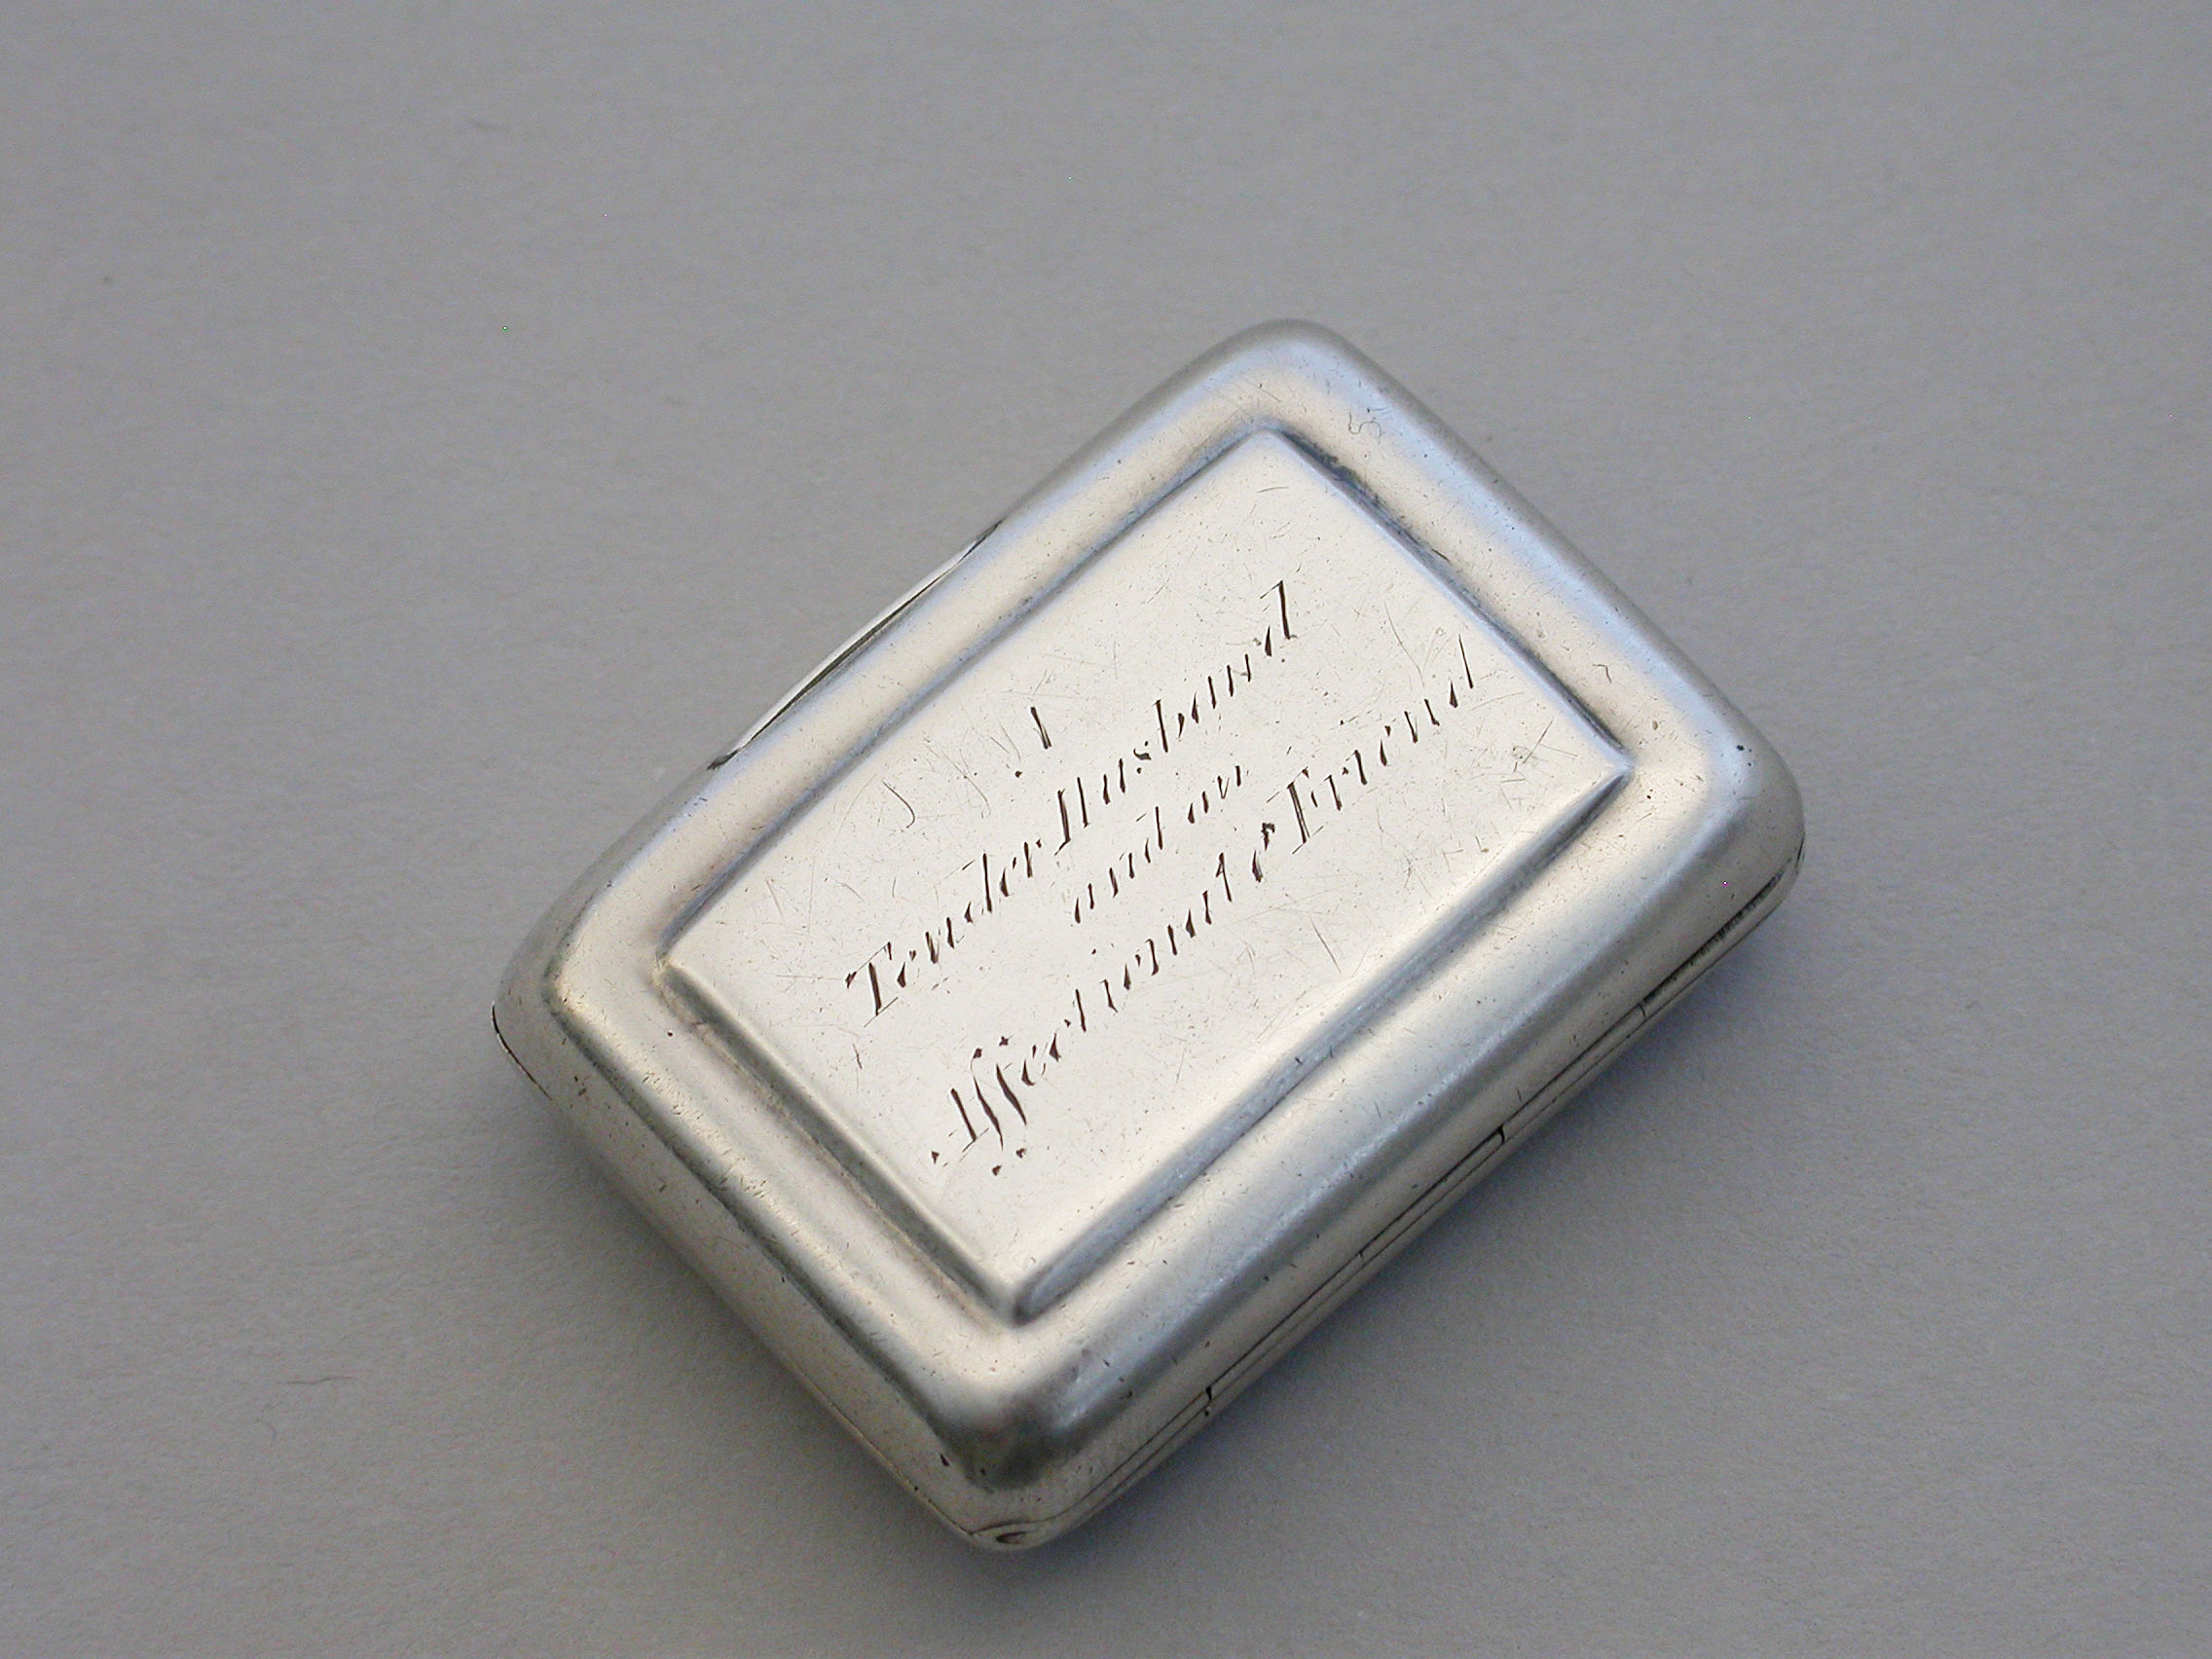 A
Tender Husband
and an
Affectionate Friend